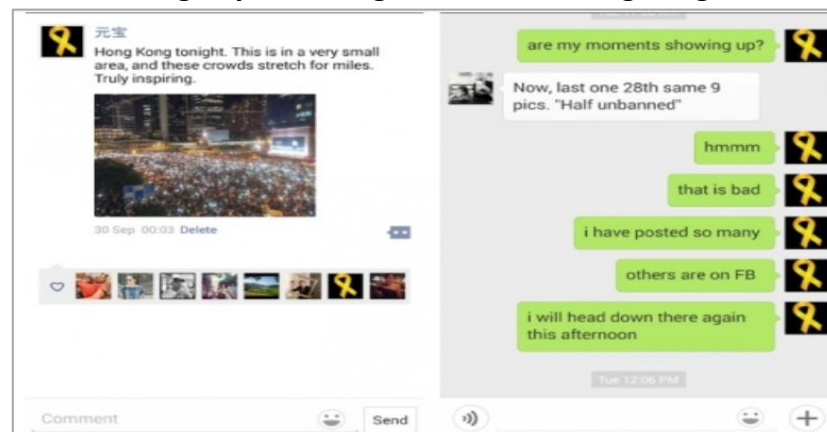 元宝
Hong Kong tonight. This is in a very small
area, and these crowds stretch for miles.
Truly inspiring.
30 Sep 00:03 Delete
Comment
Send
are my moments showing up?
Now, last one 28th same 9
pics. "Half unbanned"
hmmm
that is bad
i have posted so many
others are on FB
i will head down there again
this afternoon
Tue 12:06 PM